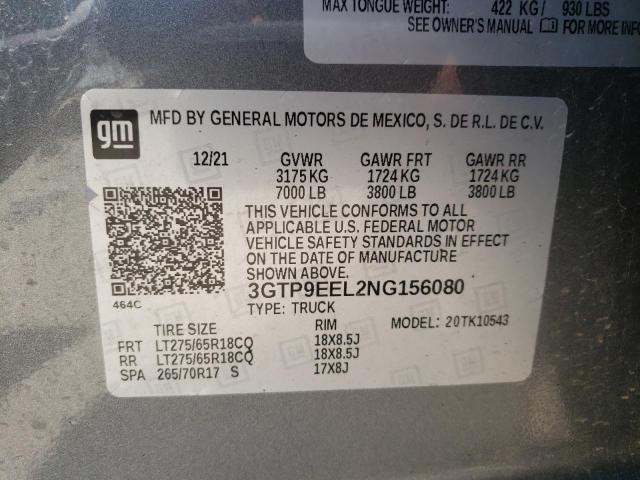 MAX TONGUE WEIGHT: 422 KG/ 930 LBS
SEE OWNER'S MANUAL FOR MORE INFO
gm
MFD BY GENERAL MOTORS DE MEXICO, S. DE R.L. DE C.V.
12/21 GVWR GAWR FRT GAWR RR
3175 KG 1724 KG 1724 KG
7000 LB 3800 LB 3800 LB
THIS VEHICLE CONFORMS TO ALL
APPLICABLE U.S. FEDERAL MOTOR
VEHICLE SAFETY STANDARDS IN EFFECT
ON THE DATE OF MANUFACTURE
SHOWN ABOVE.
464C
3GTP9EEL2NG156080
TYPE: TRUCK
MODEL: 20TK10543
TIRE SIZE RIM
FRT LT275/65R18CQ 18X8.5J
RR LT275/65R18CQ 18X8.5J
SPA 265/70R17 S 17X8J